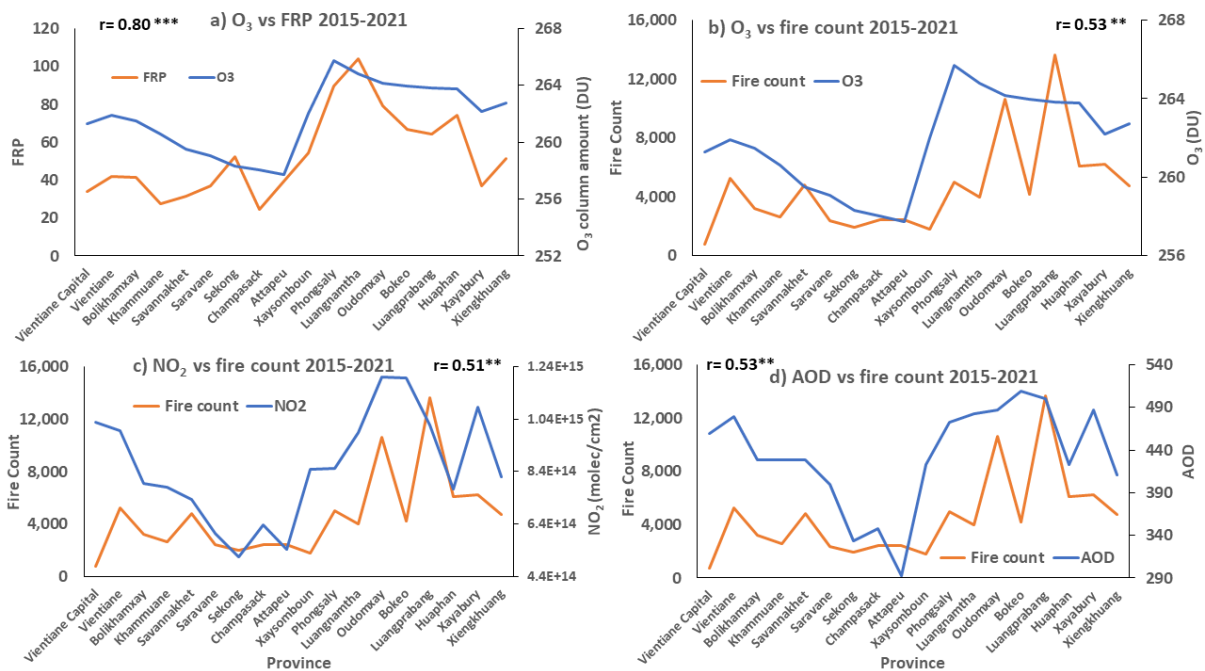 a) O3 vs FRP 2015-2021
r= 0.80 ***
FRP
O3
120
100
80
60
40
20
0
FRP
268
264
260
256
252
O3 column amount (DU)
Vientiane Capital
Vientiane
Bolikhamxay
Khammuane
Savannakhet
Saravane
Sekong
Champasack
Attapeu
Xaysomboun
Phongsaly
Luangnamtha
Oudomxay
Bokeo
Luangprabang
Huaphan
Xayabury
Xiengkhuang
b) O3 vs fire count 2015-2021
r= 0.53 **
Fire count
O3
16,000
12,000
8,000
4,000
0
Fire Count
268
264
260
256
O3 (DU)
Vientiane Capital
Vientiane
Bolikhamxay
Khammuane
Savannakhet
Saravane
Sekong
Champasack
Attapeu
Xaysomboun
Phongsaly
Luangnamtha
Oudomxay
Bokeo
Luangprabang
Huaphan
Xayabury
Xiengkhuang
c) NO2 vs fire count 2015-2021
r= 0.51**
Fire count
NO2
16,000
12,000
8,000
4,000
0
Fire Count
1.24E+15
1.04E+15
8.4E+14
6.4E+14
4.4E+14
NO2 (molec/cm2)
Vientiane Capital
Vientiane
Bolikhamxay
Khammuane
Savannakhet
Saravane
Sekong
Champasack
Attapeu
Xaysomboun
Phongsaly
Luangnamtha
Oudomxay
Bokeo
Luangprabang
Huaphan
Xayabury
Xiengkhuang
Province
r= 0.53**
d) AOD vs fire count 2015-2021
Fire count
AOD
16,000
12,000
8,000
4,000
0
Fire Count
540
490
440
390
340
290
AOD
Vientiane Capital
Vientiane
Bolikhamxay
Khammuane
Savannakhet
Saravane
Sekong
Champasack
Attapeu
Xaysomboun
Phongsaly
Luangnamtha
Oudomxay
Bokeo
Luangprabang
Huaphan
Xayabury
Xiengkhuang
Province